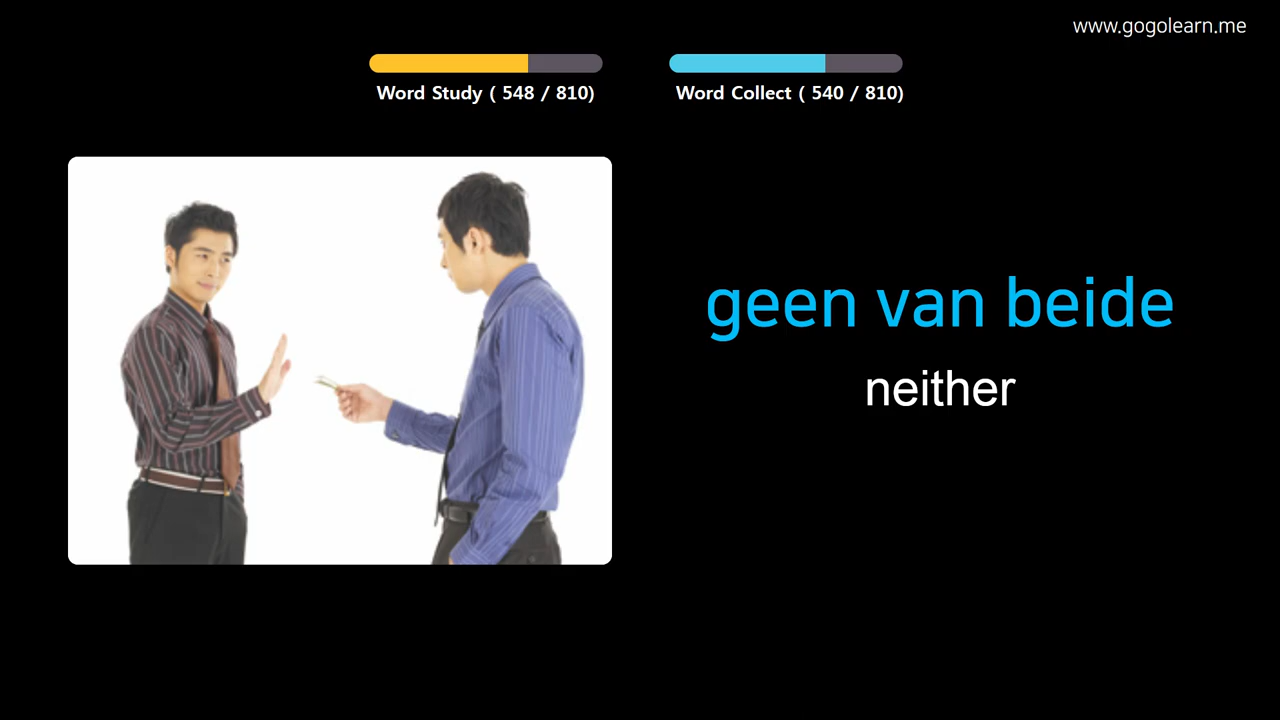 www.gogolearn.me
Word Study ( 548 / 810)
Word Collect ( 540 / 810)
geen van beide
neither